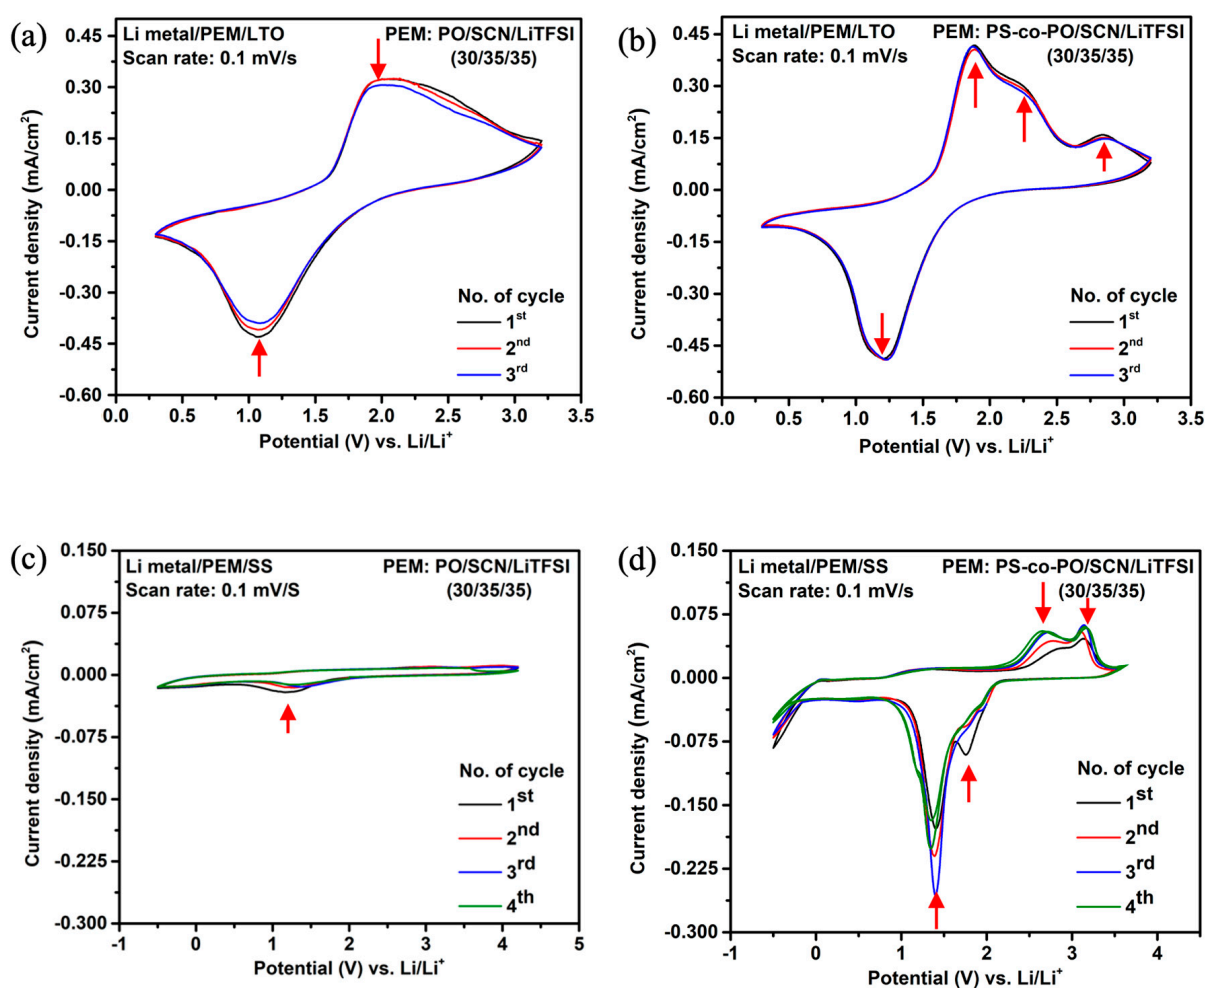 (a)
Li metal/PEM/LTO PEM: PO/SCN/LiTFSI
Scan rate: 0.1 mV/s (30/35/35)
Current density (mA/cm²)
0.45
0.30
0.15
0.00
-0.15
-0.30
-0.45
-0.60
No. of cycle
1st
2nd
3rd
0.0 0.5 1.0 1.5 2.0 2.5 3.0 3.5
Potential (V) vs. Li/Li⁺
(b)
Li metal/PEM/LTO PEM: PS-co-PO/SCN/LiTFSI
Scan rate: 0.1 mV/s (30/35/35)
Current density (mA/cm²)
0.45
0.30
0.15
0.00
-0.15
-0.30
-0.45
-0.60
No. of cycle
1st
2nd
3rd
0.0 0.5 1.0 1.5 2.0 2.5 3.0 3.5
Potential (V) vs. Li/Li⁺
(c)
Li metal/PEM/SS PEM: PO/SCN/LiTFSI
Scan rate: 0.1 mV/S (30/35/35)
Current density (mA/cm²)
0.150
0.075
0.000
-0.075
-0.150
-0.225
-0.300
No. of cycle
1st
2nd
3rd
4th
-1 0 1 2 3 4 5
Potential (V) vs. Li/Li⁺
(d)
Li metal/PEM/SS PEM: PS-co-PO/SCN/LiTFSI
Scan rate: 0.1 mV/s (30/35/35)
Current density (mA/cm²)
0.150
0.075
0.000
-0.075
-0.150
-0.225
-0.300
No. of cycle
1st
2nd
3rd
4th
-1 0 1 2 3 4
Potential (V) vs. Li/Li⁺